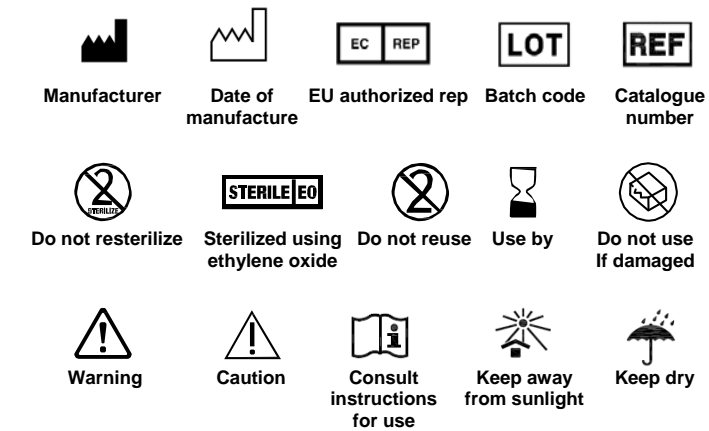 EC REP LOT REF
Manufacturer Date of EU authorized rep Batch code Catalogue
manufacture number
2 STERILIZE STERILE EO 2
Do not resterilize Sterilized using Do not reuse Use by Do not use
ethylene oxide If damaged
! ! i
Warning Caution Consult Keep away Keep dry
instructions from sunlight
for use